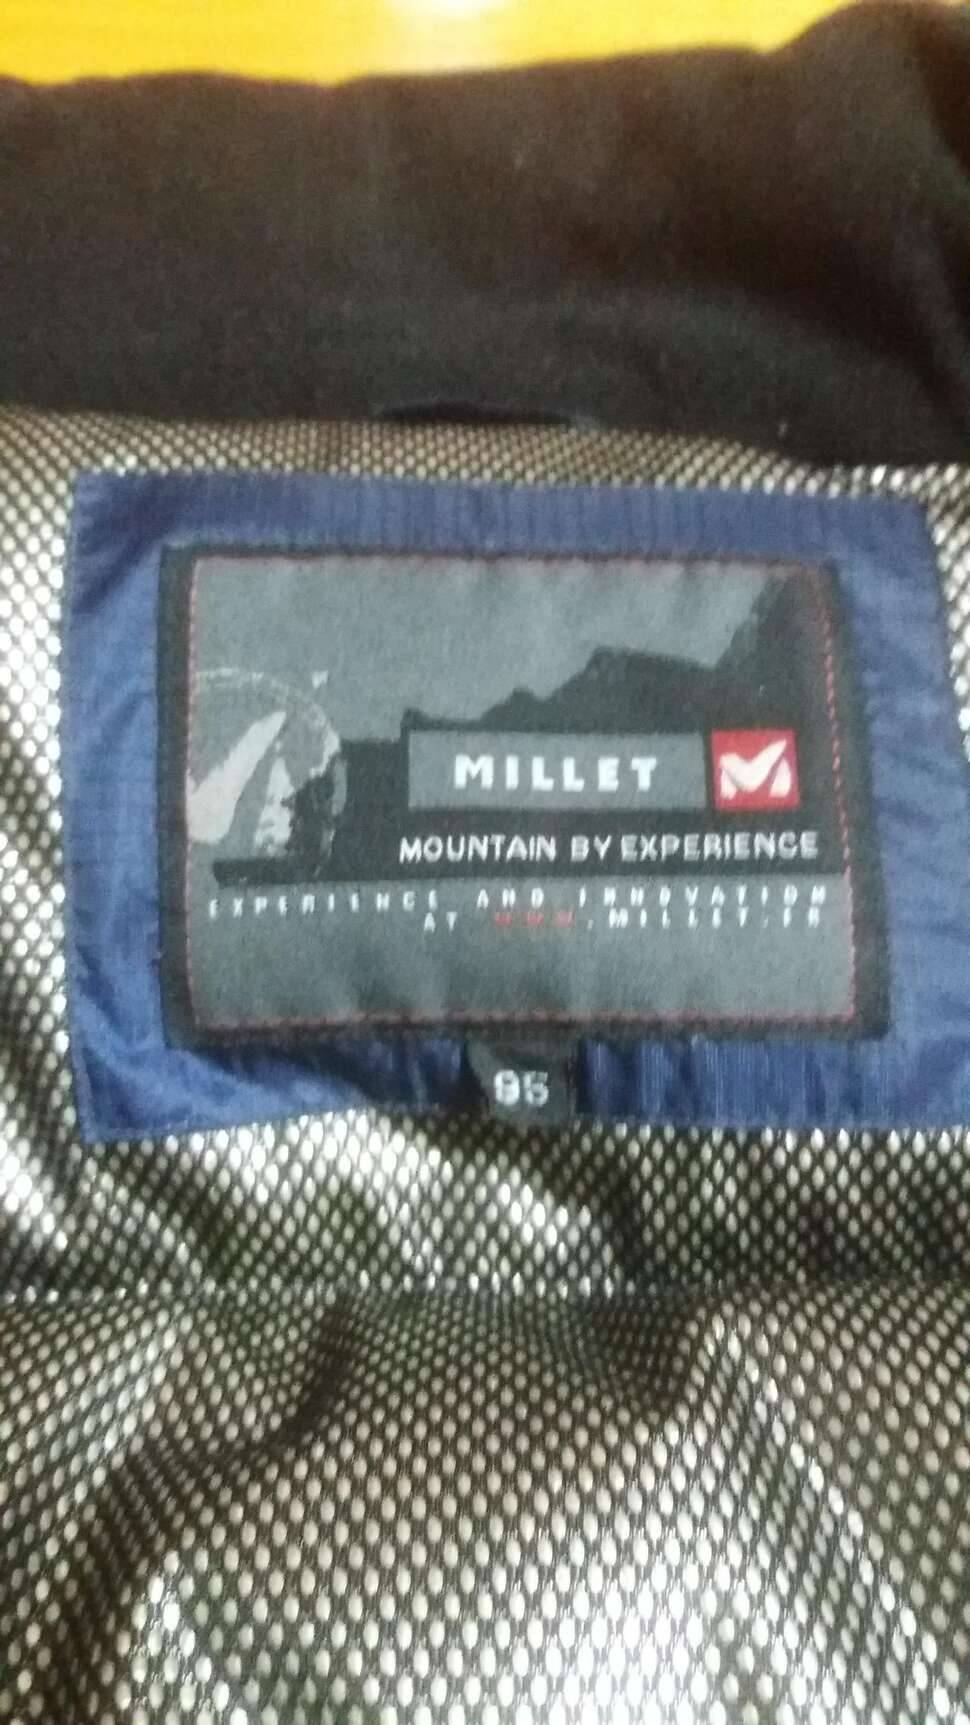 MILLET
MOUNTAIN BY EXPERIENCE
EXPERIENCE AND INNOVATION
AT WWW.MILLET.FR
95